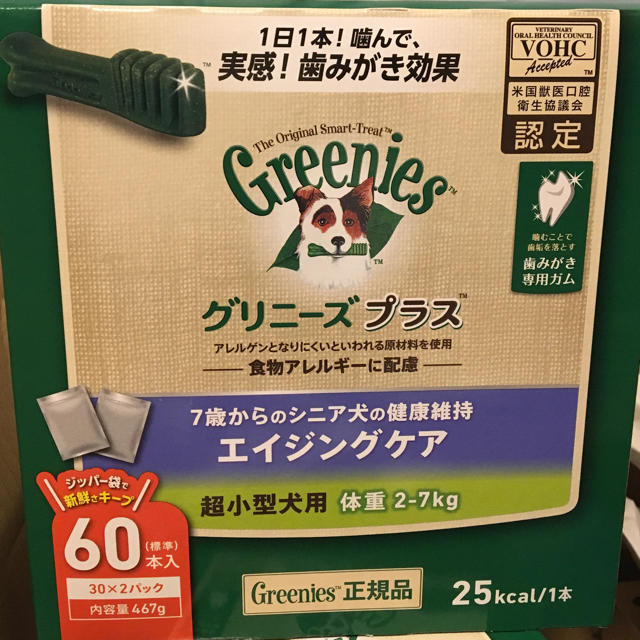 1日1本！噛んで、
実感！歯みがき効果
VETERINARY
ORAL HEALTH COUNCIL
VOHC
Accepted™
米国獣医口腔
衛生協議会
認定
The Original Smart-Treat™
Greenies™
噛むことで
歯垢を落とす
歯みがき
専用ガム
グリニーズ プラス™
アレルゲンとなりにくいといわれる原材料を使用
食物アレルギーに配慮
7歳からのシニア犬の健康維持
エイジングケア
超小型犬用 体重 2-7kg
ジッパー袋で
新鮮さキープ
60(標準)本入
30×2パック
内容量 467g
Greenies™ 正規品
25kcal/1本